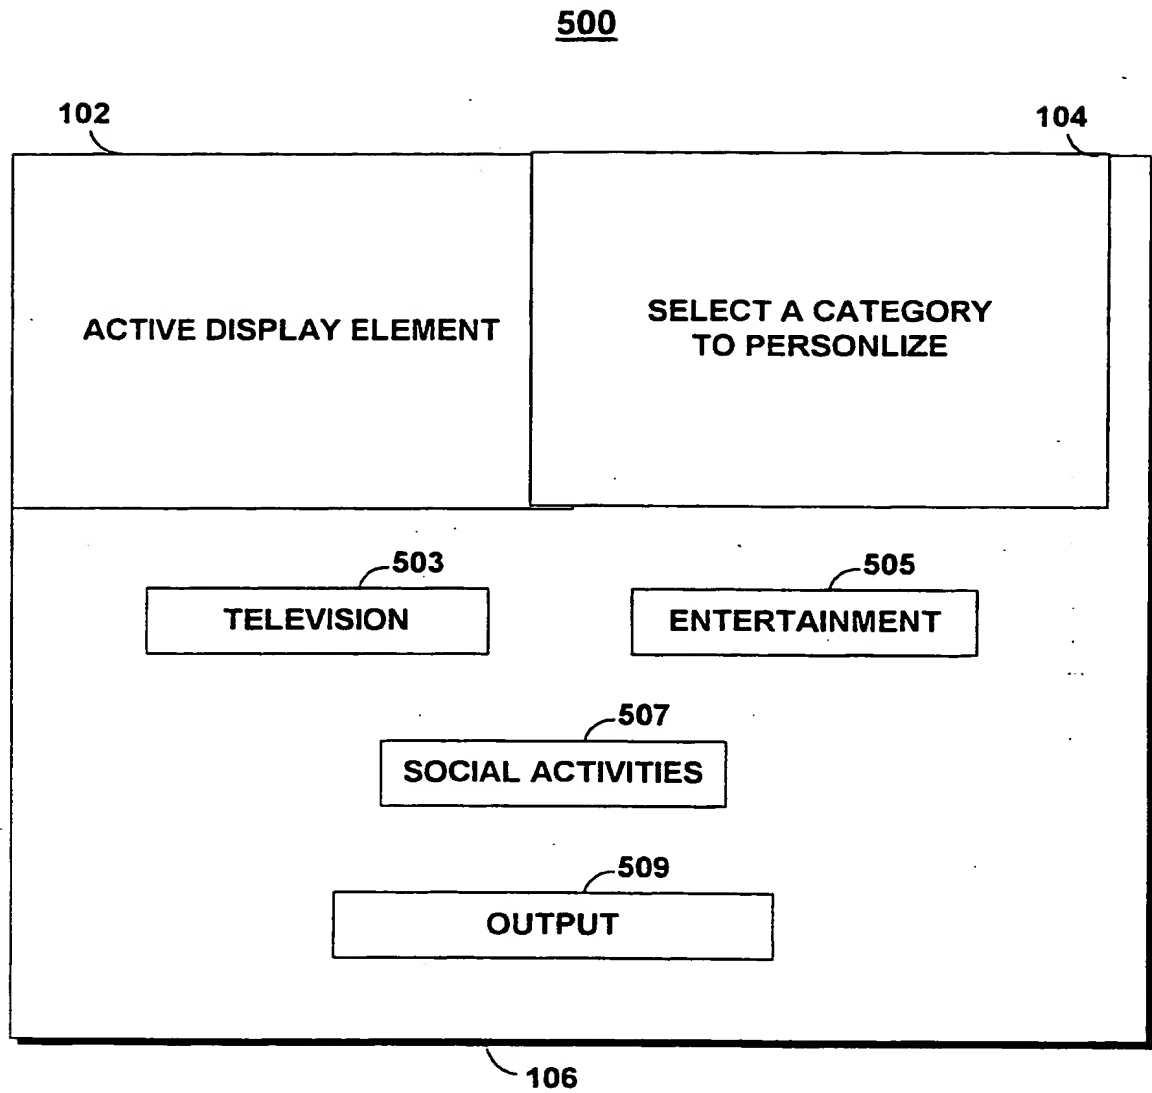 500
102
104
ACTIVE DISPLAY ELEMENT
SELECT A CATEGORY
TO PERSONLIZE
503
505
TELEVISION
ENTERTAINMENT
507
SOCIAL ACTIVITIES
509
OUTPUT
106